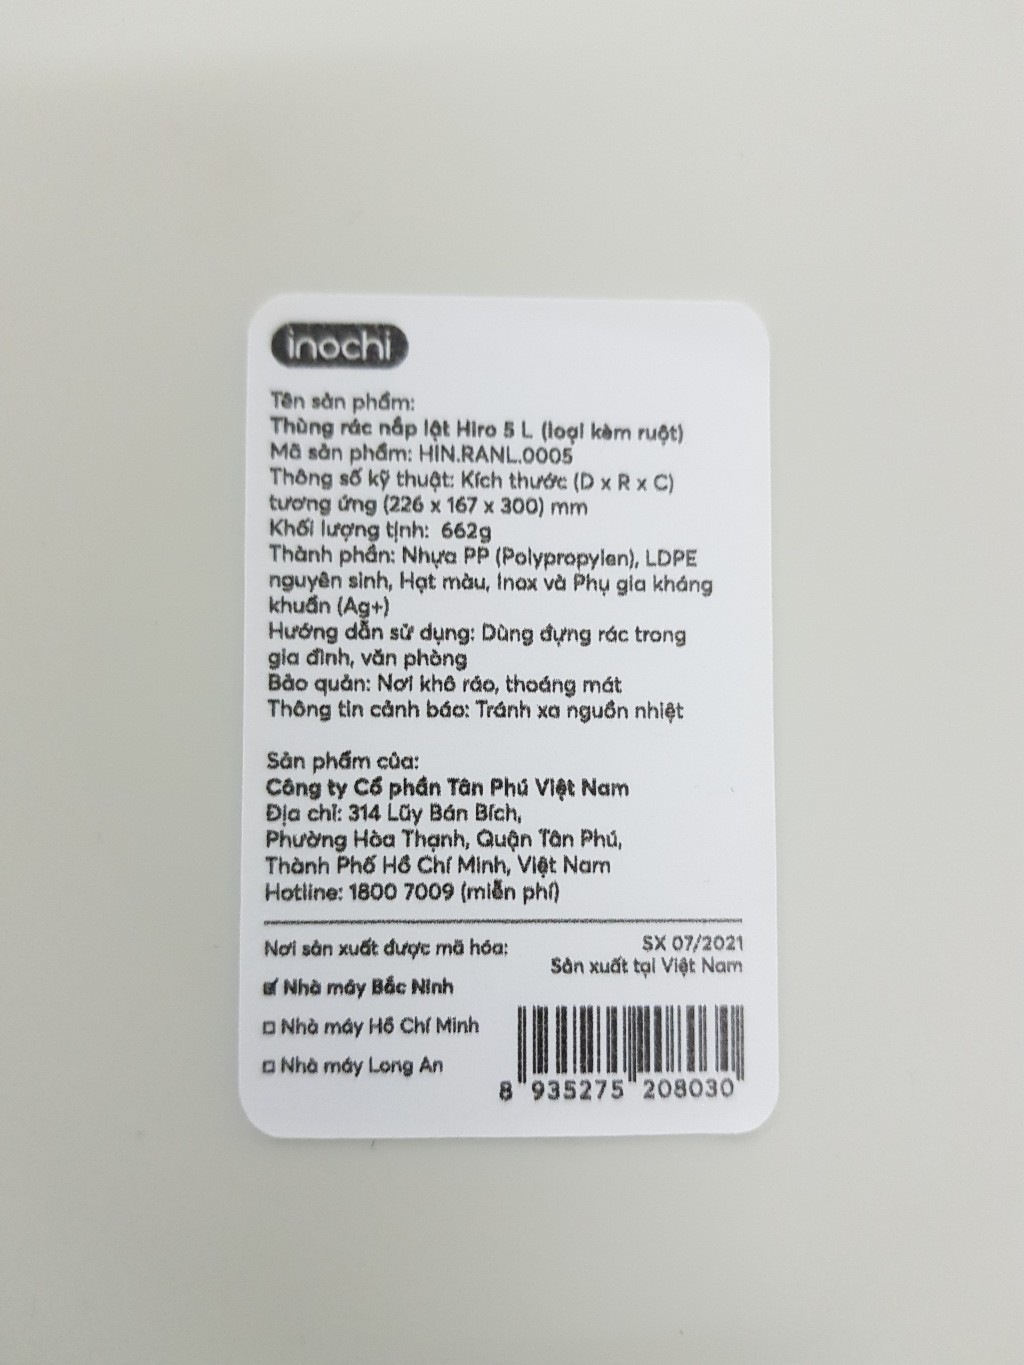 inochi
Tên sản phẩm:
Thùng rác nắp lật Hiro 5 L (loại kèm ruột)
Mã sản phẩm: HIN.RANL.0005
Thông số kỹ thuật: Kích thước (D x R x C)
tương ứng (226 x 167 x 300) mm
Khối lượng tịnh: 662g
Thành phần: Nhựa PP (Polypropylen), LDPE
nguyên sinh, Hạt màu, Inox và Phụ gia kháng
khuẩn (Ag+)
Hướng dẫn sử dụng: Dùng đựng rác trong
gia đình, văn phòng
Bảo quản: Nơi khô ráo, thoáng mát
Thông tin cảnh báo: Tránh xa nguồn nhiệt
Sản phẩm của:
Công ty Cổ phần Tân Phú Việt Nam
Địa chỉ: 314 Lũy Bán Bích,
Phường Hòa Thạnh, Quận Tân Phú,
Thành Phố Hồ Chí Minh, Việt Nam
Hotline: 1800 7009 (miễn phí)
Nơi sản xuất được mã hóa:
SX 07/2021
Sản xuất tại Việt Nam
Nhà máy Bắc Ninh
Nhà máy Hồ Chí Minh
Nhà máy Long An
8 935275 208030